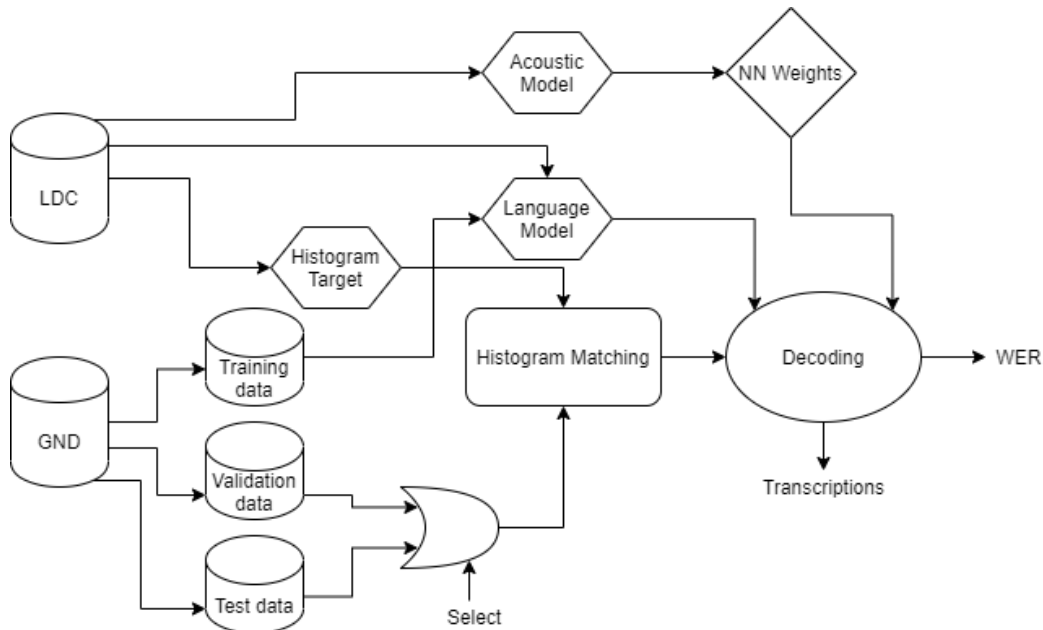 Acoustic
Model
NN Weights
LDC
Language
Model
Histogram
Target
Training
data
Histogram Matching
Decoding
WER
GND
Validation
data
Transcriptions
Test data
Select